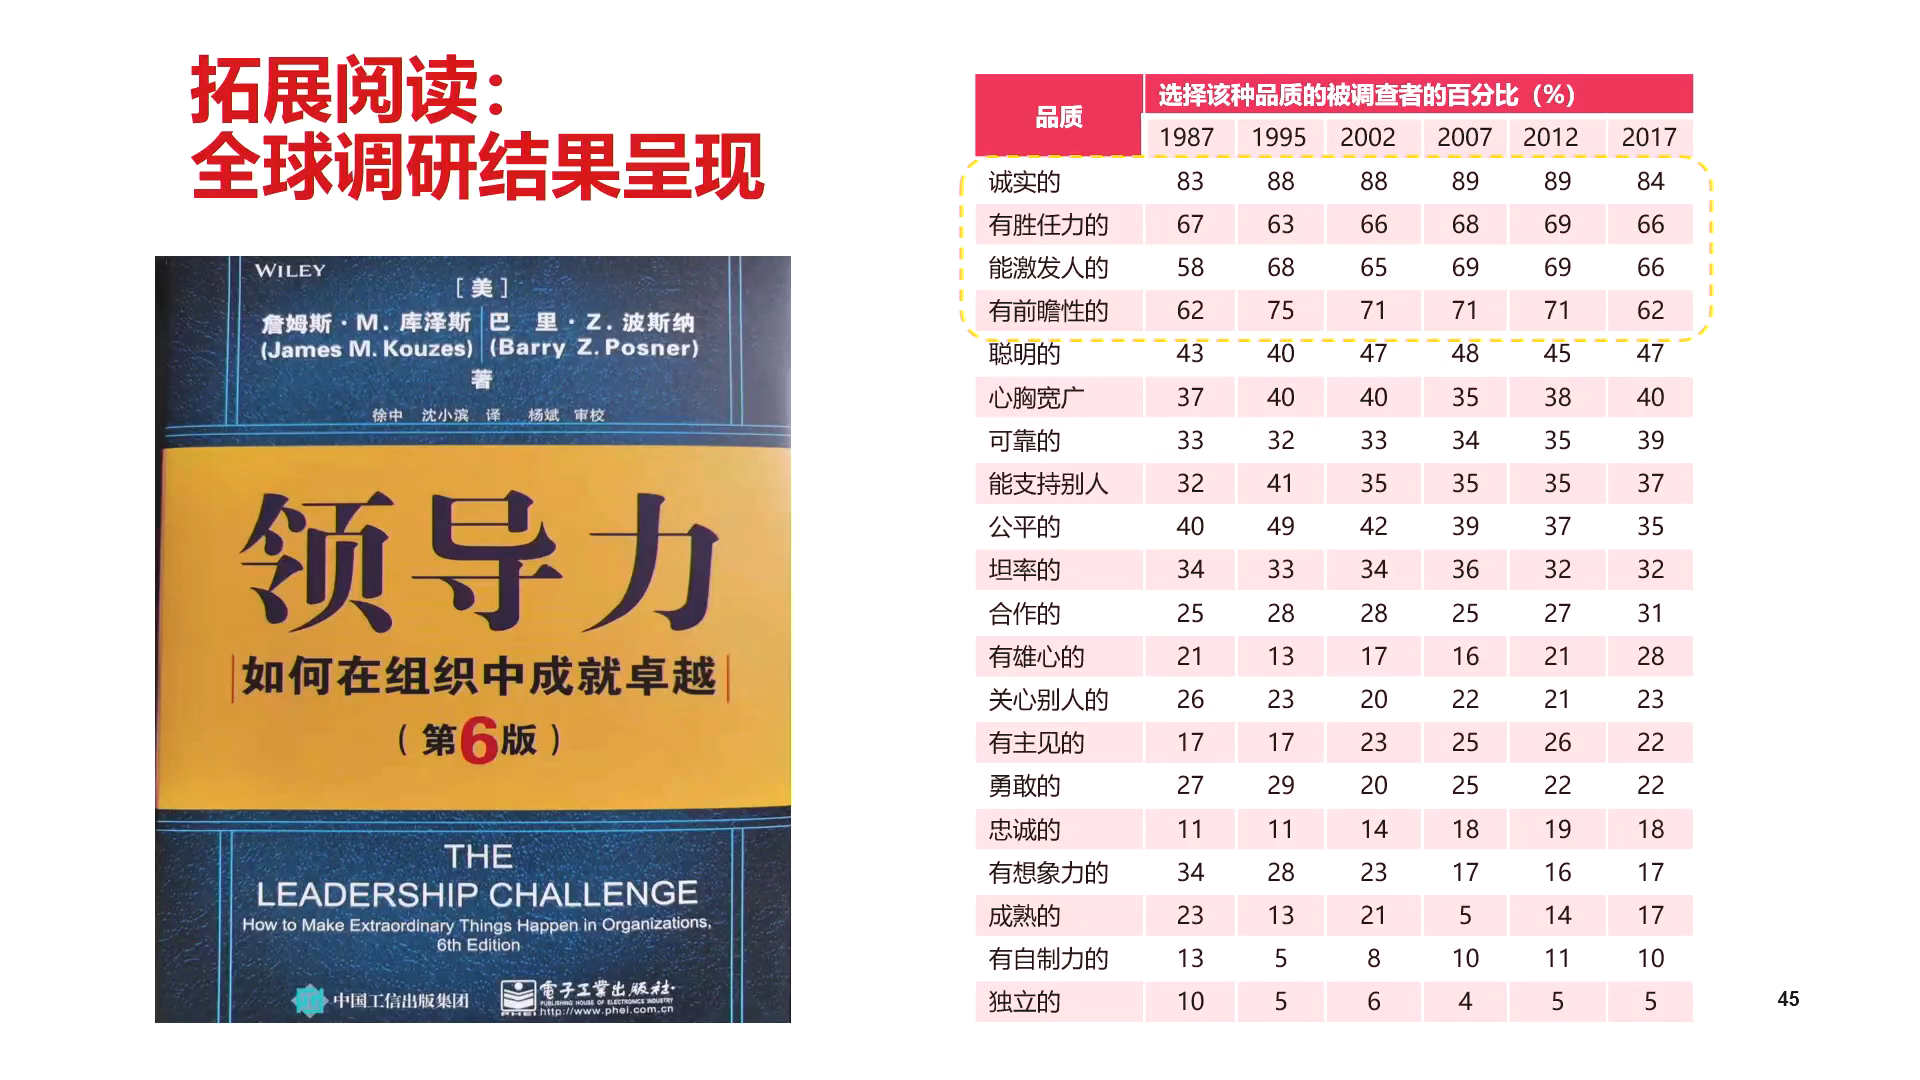 拓展阅读：
全球调研结果呈现
WILEY
［美］
詹姆斯·M. 库泽斯 巴 里·Z. 波斯纳
(James M. Kouzes) (Barry Z. Posner)
著
徐中 沈小滨 译 杨斌 审校
领导力
如何在组织中成就卓越
（第6版）
THE
LEADERSHIP CHALLENGE
How to Make Extraordinary Things Happen in Organizations,
6th Edition
中国工信出版集团
電子工業出版社·
PUBLISHING HOUSE OF ELECTRONICS INDUSTRY
http://www.phei.com.cn
PHEI
品质 选择该种品质的被调查者的百分比（%）
1987 1995 2002 2007 2012 2017
诚实的 83 88 88 89 89 84
有胜任力的 67 63 66 68 69 66
能激发人的 58 68 65 69 69 66
有前瞻性的 62 75 71 71 71 62
聪明的 43 40 47 48 45 47
心胸宽广 37 40 40 35 38 40
可靠的 33 32 33 34 35 39
能支持别人 32 41 35 35 35 37
公平的 40 49 42 39 37 35
坦率的 34 33 34 36 32 32
合作的 25 28 28 25 27 31
有雄心的 21 13 17 16 21 28
关心别人的 26 23 20 22 21 23
有主见的 17 17 23 25 26 22
勇敢的 27 29 20 25 22 22
忠诚的 11 11 14 18 19 18
有想象力的 34 28 23 17 16 17
成熟的 23 13 21 5 14 17
有自制力的 13 5 8 10 11 10
独立的 10 5 6 4 5 5
45